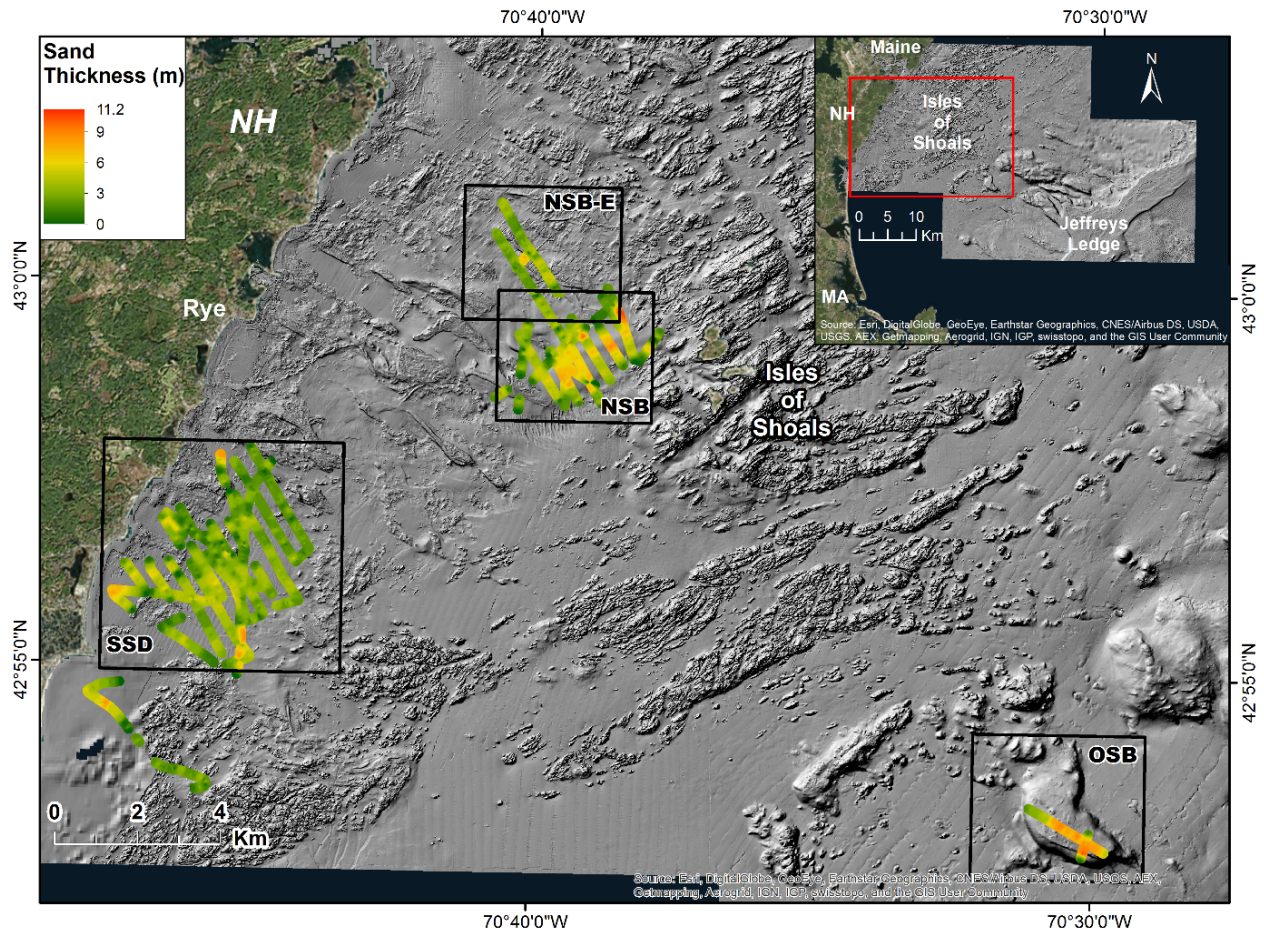 70°40'0"W
70°30'0"W
Sand
Thickness (m)
11.2
9
6
3
0
NH
Maine
N
NH
Isles
of
Shoals
0 5 10
Km
Jeffreys
Ledge
MA
Source: Esri, DigitalGlobe, GeoEye, Earthstar Geographics, CNES/Airbus DS, USDA,
USGS, AEX, Getmapping, Aerogrid, IGN, IGP, swisstopo, and the GIS User Community
NSB-E
43°0'0"N
43°0'0"N
Rye
NSB
Isles
of
Shoals
SSD
42°55'0"N
42°55'0"N
OSB
0 2 4
Km
Source: Esri, DigitalGlobe, GeoEye, Earthstar Geographics, CNES/Airbus DS, USDA, USGS, AEX,
Getmapping, Aerogrid, IGN, IGP, swisstopo, and the GIS User Community
70°40'0"W
70°30'0"W